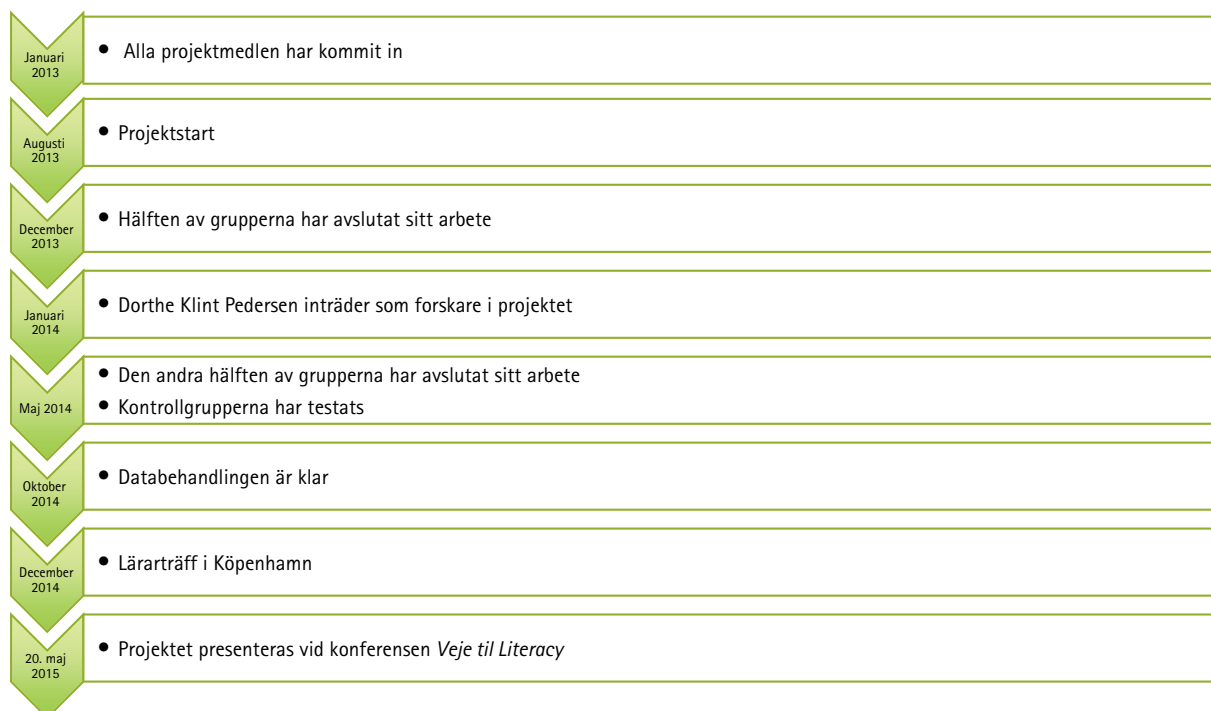 Januari
2013
• Alla projektmedlen har kommit in
Augusti
2013
• Projektstart
December
2013
• Hälften av grupperna har avslutat sitt arbete
Januari
2014
• Dorthe Klint Pedersen inträder som forskare i projektet
Maj 2014
• Den andra hälften av grupperna har avslutat sitt arbete
• Kontrollgrupperna har testats
Oktober
2014
• Databehandlingen är klar
December
2014
• Lärarträff i Köpenhamn
20. maj
2015
• Projektet presenteras vid konferensen Veje til Literacy